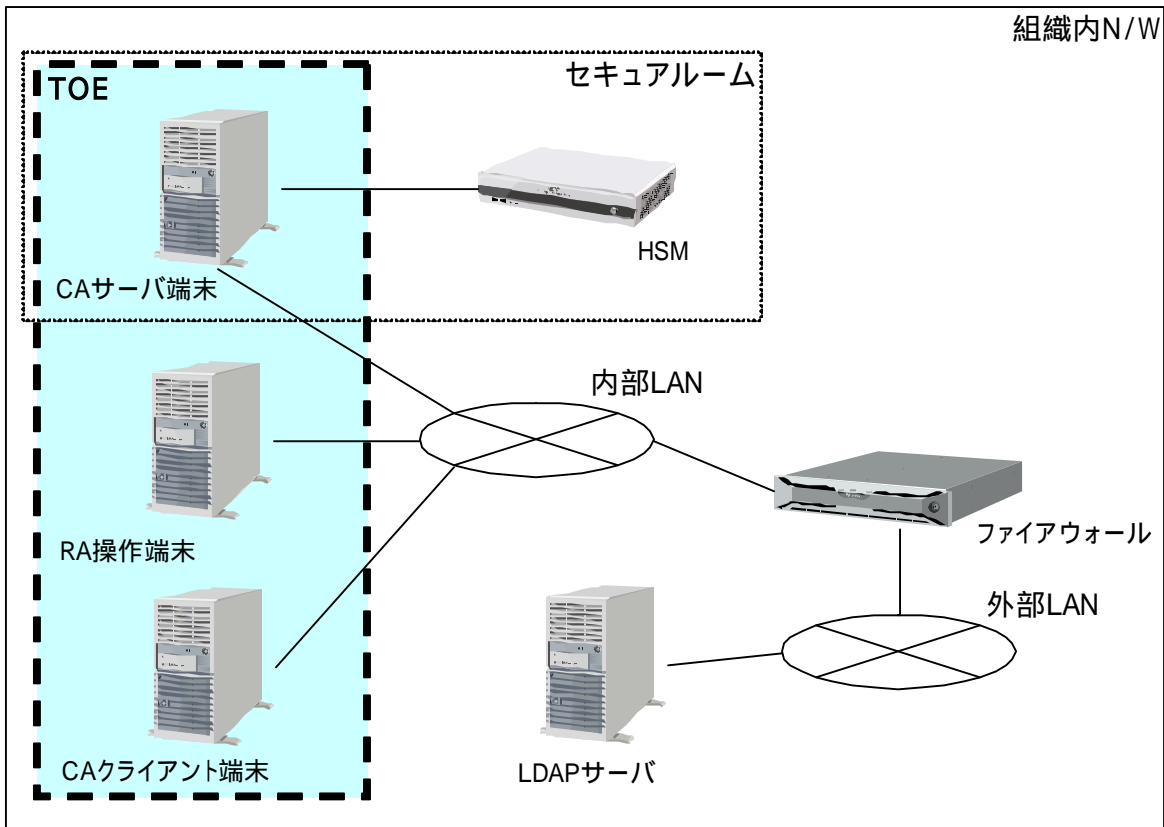 組織内N/W
セキュアルーム
TOE
HSM
CAサーバ端末
内部LAN
RA操作端末
ファイアウォール
外部LAN
CAクライアント端末
LDAPサーバ